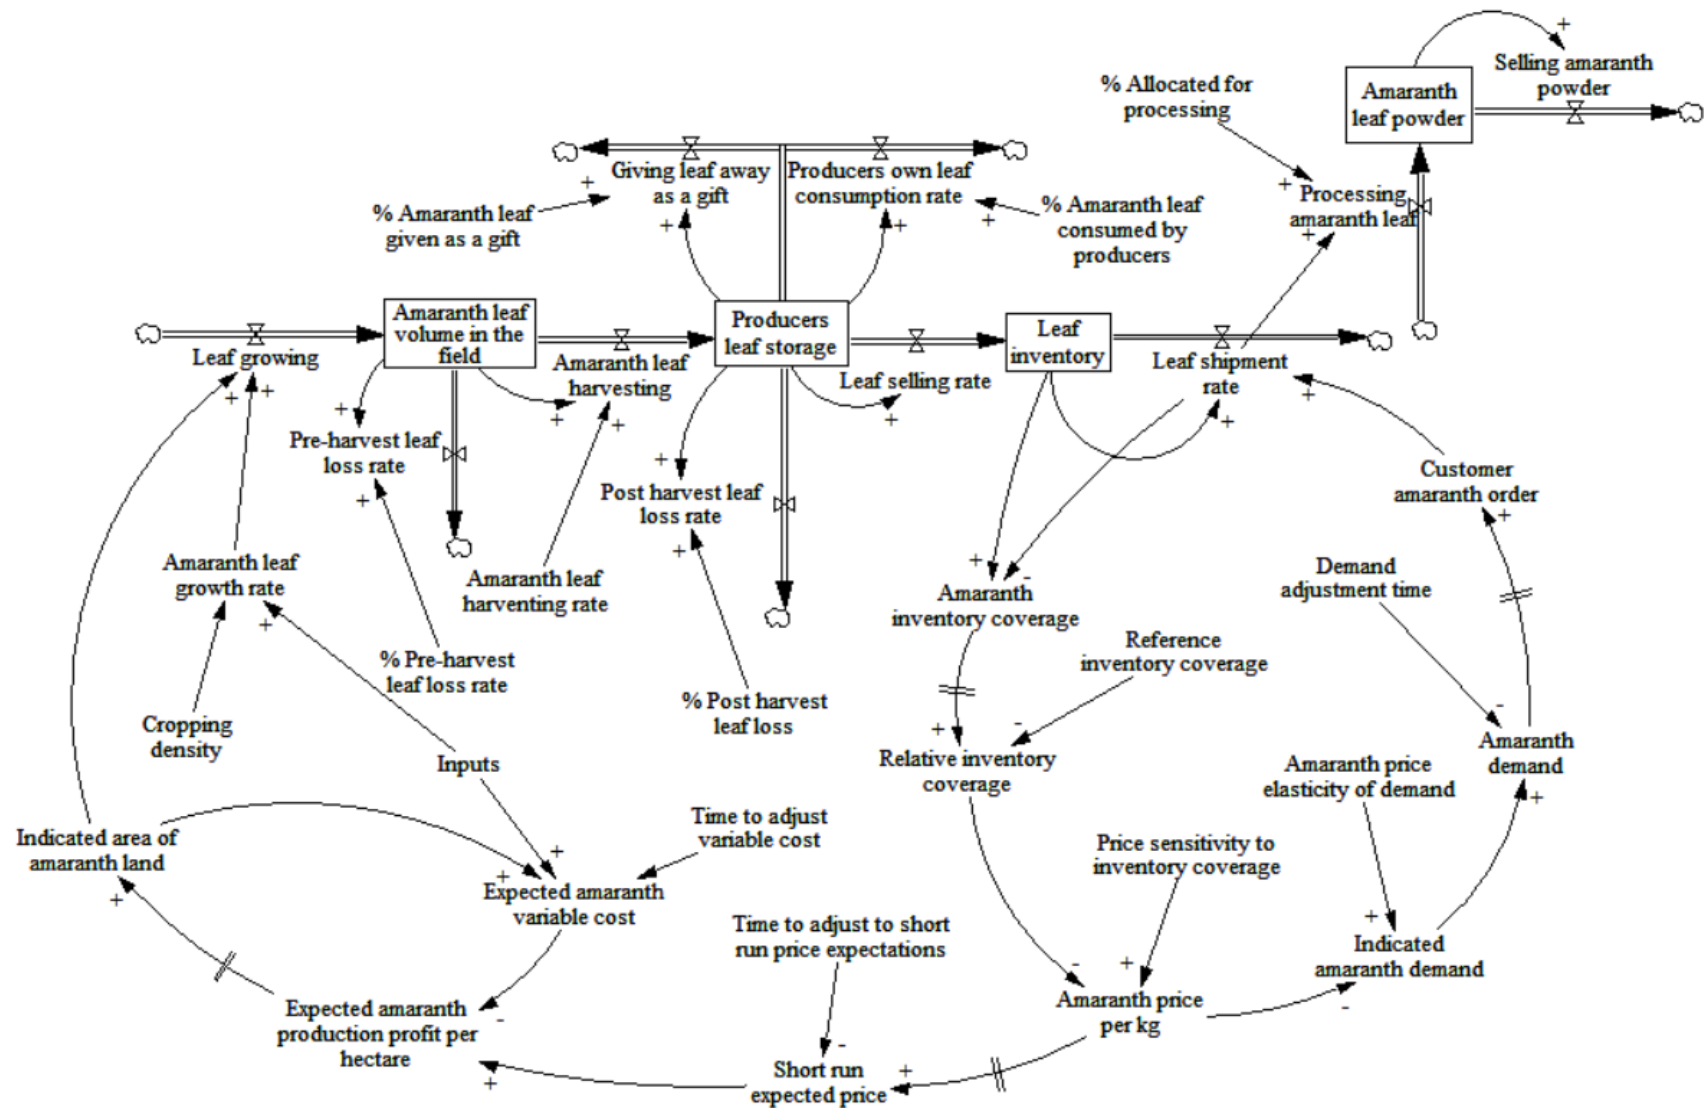 +
Selling amaranth
powder
% Allocated for
processing
Amaranth
leaf powder
Giving leaf away
as a gift
+
Producers own leaf
consumption rate
+
Processing
amaranth leaf
+
% Amaranth leaf
given as a gift
+
+
% Amaranth leaf
consumed by
producers
+
Amaranth leaf
volume in the
field
Producers
leaf storage
Leaf
inventory
Leaf growing
Amaranth leaf
harvesting
Leaf selling rate
Leaf shipment
rate
+
+
+
+
+
+
+
+
Pre-harvest leaf
loss rate
+
+
Post harvest leaf
loss rate
+
Customer
amaranth order
+
Amaranth leaf
growth rate
+
Amaranth leaf
harventing rate
+
-
Amaranth
inventory coverage
Demand
adjustment time
Reference
inventory coverage
% Pre-harvest
leaf loss rate
% Post harvest
leaf loss
Cropping
density
+
-
-
Relative inventory
coverage
Amaranth
demand
+
Inputs
Amaranth price
elasticity of demand
Indicated area of
amaranth land
+
Time to adjust
variable cost
+
+
Expected amaranth
variable cost
Price sensitivity to
inventory coverage
Time to adjust to short
run price expectations
+
Indicated
amaranth demand
-
-
+
Amaranth price
per kg
Expected amaranth
production profit per
hectare
-
+
-
+
Short run
expected price